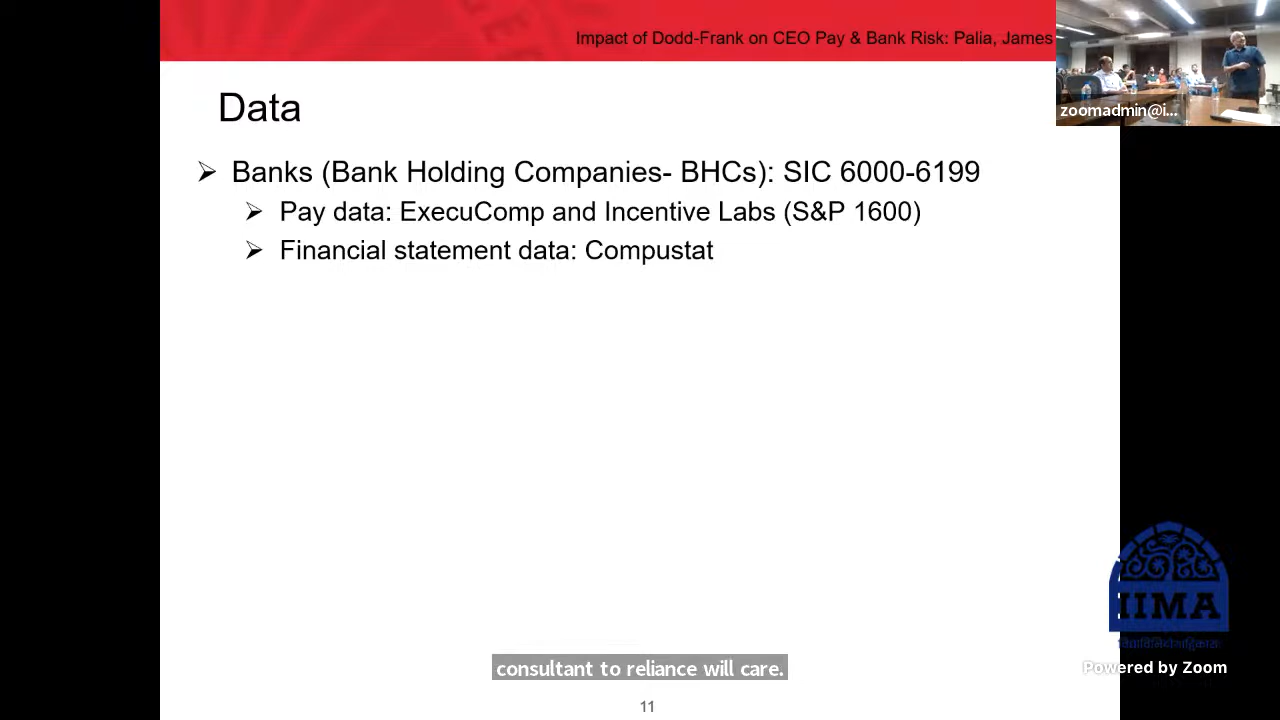 Impact of Dodd-Frank on CEO Pay & Bank Risk: Palia, James
zoomadmin@i...
Data
➢ Banks (Bank Holding Companies- BHCs): SIC 6000-6199
➢ Pay data: ExecuComp and Incentive Labs (S&P 1600)
➢ Financial statement data: Compustat
IIMA
consultant to reliance will care.
Powered by Zoom
11